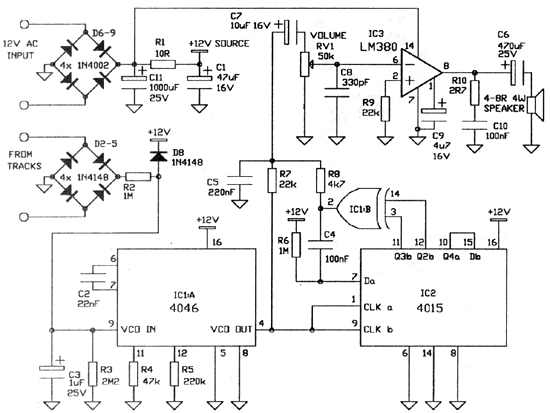 D6-9
12V AC
INPUT
4x 1N4002
R1
10R
+12V SOURCE
C11
1000uF
25V
C1
47uF
16V
C7
10uF 16V
VOLUME
RV1
50k
C8
330pF
IC3
LM380
14
6
2
7
1
8
R9
22k
C9
4u7
16V
R10
2R7
C6
470uF
25V
4-8R 4W
SPEAKER
C10
100nF
D2-5
FROM
TRACKS
4x 1N4148
+12V
D8
1N4148
R2
1M
C5
220nF
R7
22k
R8
4k7
2
IC1:B
14
3
+12V
R6
1M
C4
100nF
+12V
16
6
7
C2
22nF
IC1:A
4046
9
VCO IN
VCO OUT
4
11
12
5
8
C3
1uF
25V
R3
2M2
R4
47k
R5
220k
+12V
11
12
10
15
16
Q3b
Q2b
Q4a
Db
7
Da
IC2
4015
1
CLK a
9
CLK b
6
14
8